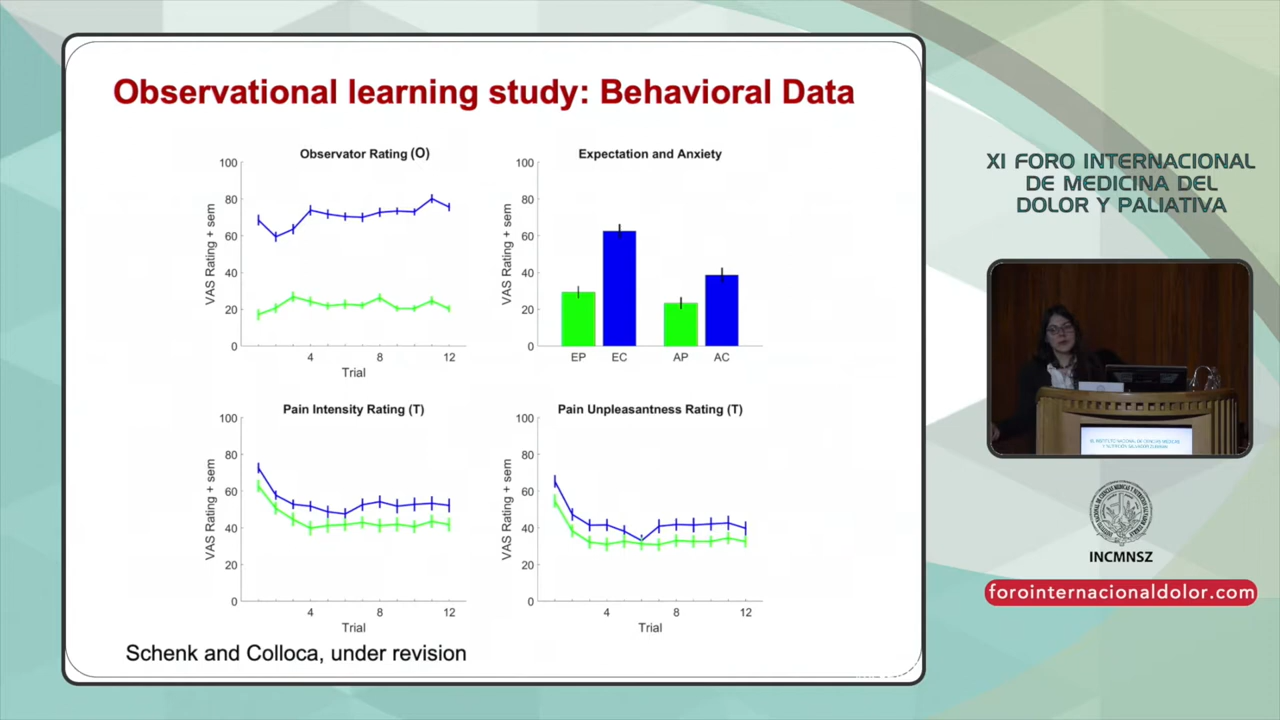 Observational learning study: Behavioral Data
Observator Rating (O)
100
80
60
40
20
0
VAS Rating + sem
4
8
12
Trial
Expectation and Anxiety
100
80
60
40
20
0
VAS Rating + sem
EP
EC
AP
AC
Pain Intensity Rating (T)
100
80
60
40
20
0
VAS Rating + sem
4
8
12
Trial
Pain Unpleasantness Rating (T)
100
80
60
40
20
0
VAS Rating + sem
4
8
12
Trial
Schenk and Colloca, under revision
XI FORO INTERNACIONAL
DE MEDICINA DEL
DOLOR Y PALIATIVA
INCMNSZ
forointernacionaldolor.com